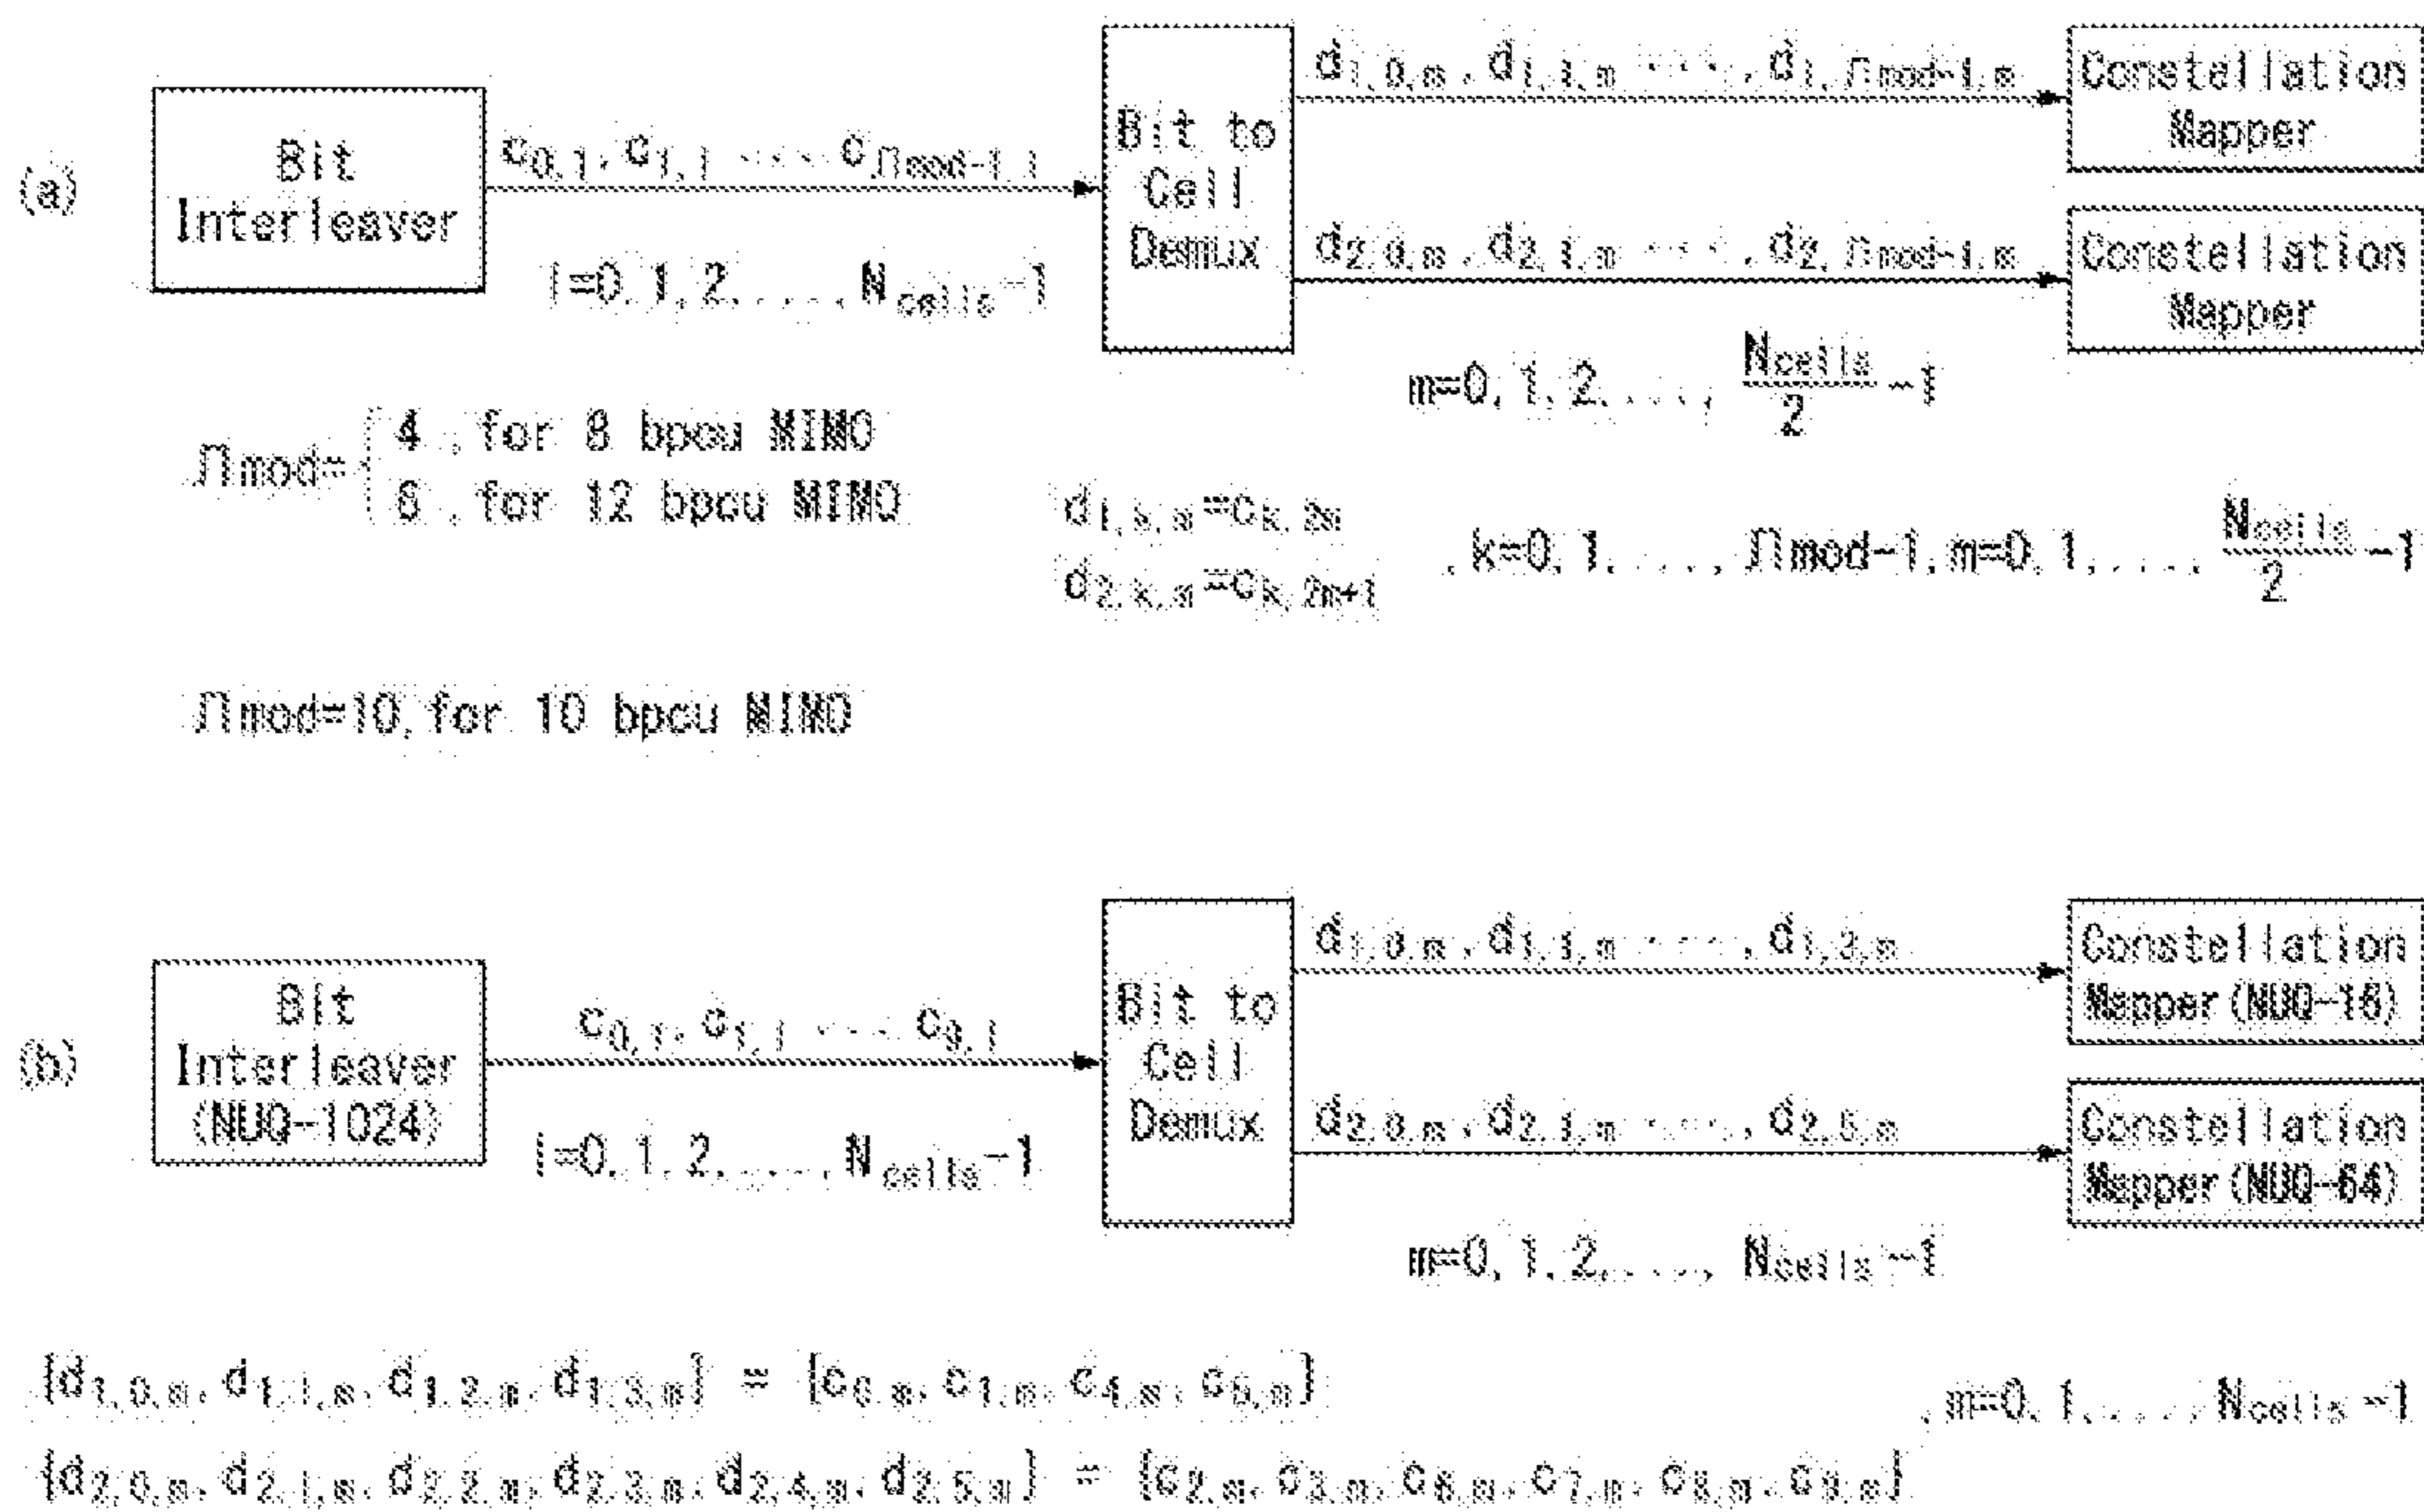 (a)
Bit
Interleaver
c0,l, c1,l ..... cηmod-1,l
l=0, 1, 2, ...., Ncells-1
Bit to
Cell
Demux
d1,0,m, d1,1,m ...., d1,ηmod-1,m
Constellation
Mapper
d2,0,m, d2,1,m ...., d2,ηmod-1,m
Constellation
Mapper
m=0, 1, 2, ...., Ncells/2 -1
ηmod= { 4 , for 8 bpcu MIMO
6 , for 12 bpcu MIMO
d1,k,m=ck,2m
d2,k,m=ck,2m+1
, k=0, 1, ...., ηmod-1, m=0, 1, ...., Ncells/2 -1
ηmod=10, for 10 bpcu MIMO
(b)
Bit
Interleaver
(NUQ-1024)
c0,l, c1,l ..... c9,l
l=0, 1, 2, ...., Ncells-1
Bit to
Cell
Demux
d1,0,m, d1,1,m ....., d1,3,m
Constellation
Mapper(NUQ-16)
d2,0,m, d2,1,m ....., d2,5,m
Constellation
Mapper(NUQ-64)
m=0, 1, 2, ...., Ncells-1
{d1,0,m, d1,1,m, d1,2,m, d1,3,m} = {c0,m, c1,m, c4,m, c5,m}
{d2,0,m, d2,1,m, d2,2,m, d2,3,m, d2,4,m, d2,5,m} = {c2,m, c3,m, c6,m, c7,m, c8,m, c9,m}
, m=0, 1, ...., Ncells-1